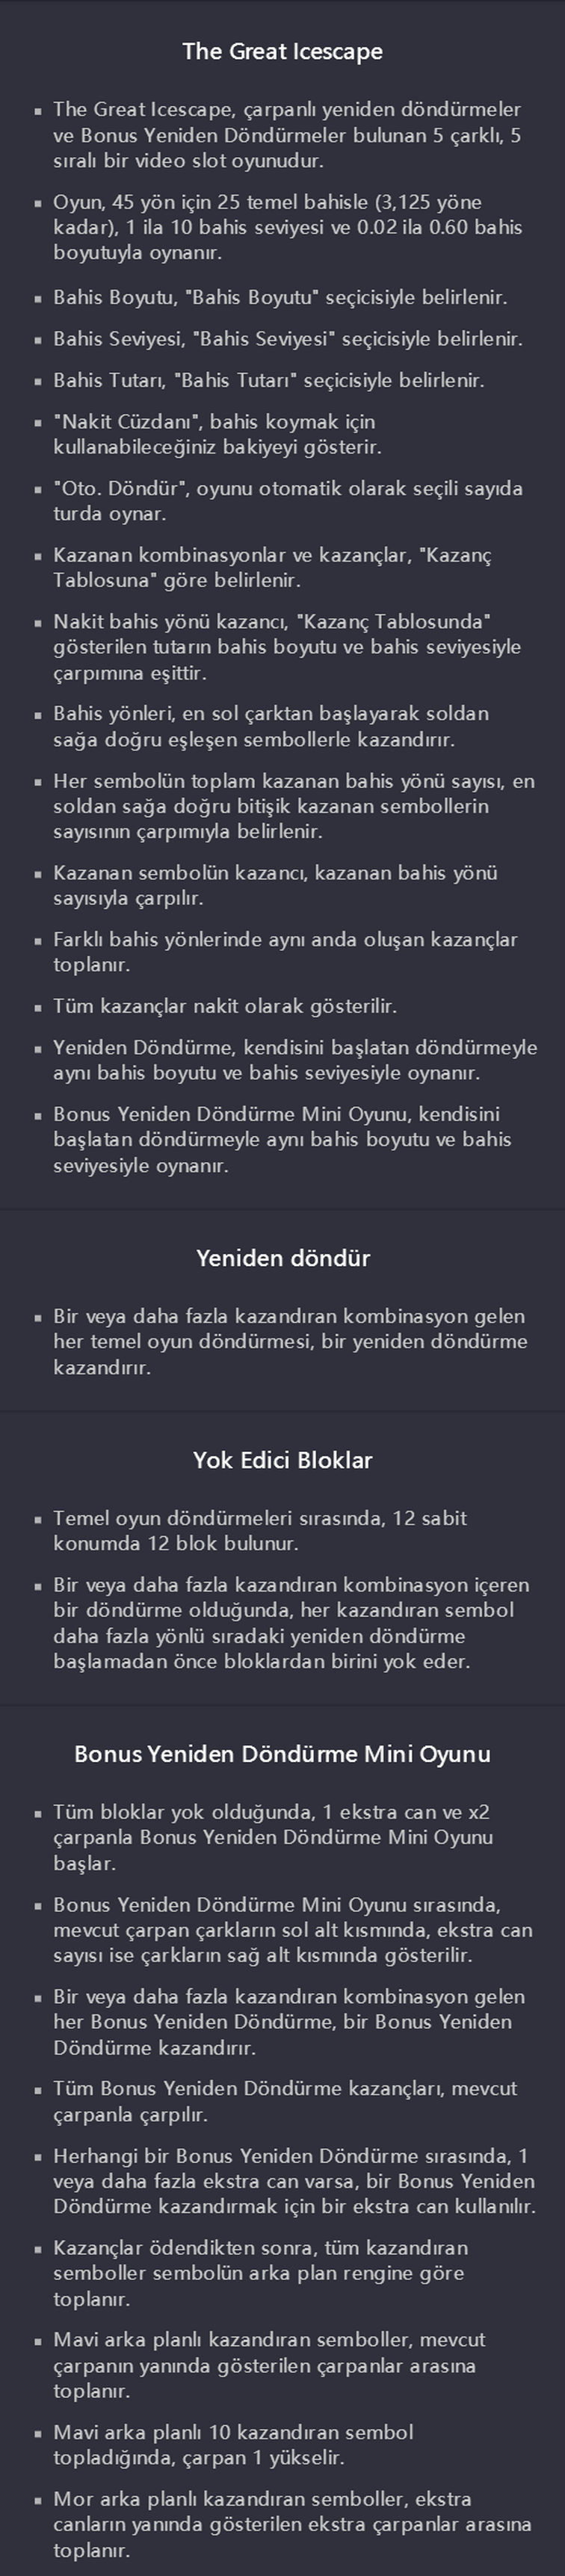 The Great Icescape
▪ The Great Icescape, çarpanlı yeniden döndürmeler
ve Bonus Yeniden Döndürmeler bulunan 5 çarklı, 5
sıralı bir video slot oyunudur.
▪ Oyun, 45 yön için 25 temel bahisle (3,125 yöne
kadar), 1 ila 10 bahis seviyesi ve 0.02 ila 0.60 bahis
boyutuyla oynanır.
▪ Bahis Boyutu, "Bahis Boyutu" seçicisiyle belirlenir.
▪ Bahis Seviyesi, "Bahis Seviyesi" seçicisiyle belirlenir.
▪ Bahis Tutarı, "Bahis Tutarı" seçicisiyle belirlenir.
▪ "Nakit Cüzdanı", bahis koymak için
kullanabileceğiniz bakiyeyi gösterir.
▪ "Oto. Döndür", oyunu otomatik olarak seçili sayıda
turda oynar.
▪ Kazanan kombinasyonlar ve kazançlar, "Kazanç
Tablosuna" göre belirlenir.
▪ Nakit bahis yönü kazancı, "Kazanç Tablosunda"
gösterilen tutarın bahis boyutu ve bahis seviyesiyle
çarpımına eşittir.
▪ Bahis yönleri, en sol çarktan başlayarak soldan
sağa doğru eşleşen sembollerle kazandırır.
▪ Her sembolün toplam kazanan bahis yönü sayısı, en
soldan sağa doğru bitişik kazanan sembollerin
sayısının çarpımıyla belirlenir.
▪ Kazanan sembolün kazancı, kazanan bahis yönü
sayısıyla çarpılır.
▪ Farklı bahis yönlerinde aynı anda oluşan kazançlar
toplanır.
▪ Tüm kazançlar nakit olarak gösterilir.
▪ Yeniden Döndürme, kendisini başlatan döndürmeyle
aynı bahis boyutu ve bahis seviyesiyle oynanır.
▪ Bonus Yeniden Döndürme Mini Oyunu, kendisini
başlatan döndürmeyle aynı bahis boyutu ve bahis
seviyesiyle oynanır.
Yeniden döndür
▪ Bir veya daha fazla kazandıran kombinasyon gelen
her temel oyun döndürmesi, bir yeniden döndürme
kazandırır.
Yok Edici Bloklar
▪ Temel oyun döndürmeleri sırasında, 12 sabit
konumda 12 blok bulunur.
▪ Bir veya daha fazla kazandıran kombinasyon içeren
bir döndürme olduğunda, her kazandıran sembol
daha fazla yönlü sıradaki yeniden döndürme
başlamadan önce bloklardan birini yok eder.
Bonus Yeniden Döndürme Mini Oyunu
▪ Tüm bloklar yok olduğunda, 1 ekstra can ve x2
çarpanla Bonus Yeniden Döndürme Mini Oyunu
başlar.
▪ Bonus Yeniden Döndürme Mini Oyunu sırasında,
mevcut çarpan çarkların sol alt kısmında, ekstra can
sayısı ise çarkların sağ alt kısmında gösterilir.
▪ Bir veya daha fazla kazandıran kombinasyon gelen
her Bonus Yeniden Döndürme, bir Bonus Yeniden
Döndürme kazandırır.
▪ Tüm Bonus Yeniden Döndürme kazançları, mevcut
çarpanla çarpılır.
▪ Herhangi bir Bonus Yeniden Döndürme sırasında, 1
veya daha fazla ekstra can varsa, bir Bonus Yeniden
Döndürme kazandırmak için bir ekstra can kullanılır.
▪ Kazançlar ödendikten sonra, tüm kazandıran
semboller sembolün arka plan rengine göre
toplanır.
▪ Mavi arka planlı kazandıran semboller, mevcut
çarpanın yanında gösterilen çarpanlar arasına
toplanır.
▪ Mavi arka planlı 10 kazandıran sembol
topladığında, çarpan 1 yükselir.
▪ Mor arka planlı kazandıran semboller, ekstra
canların yanında gösterilen ekstra çarpanlar arasına
toplanır.